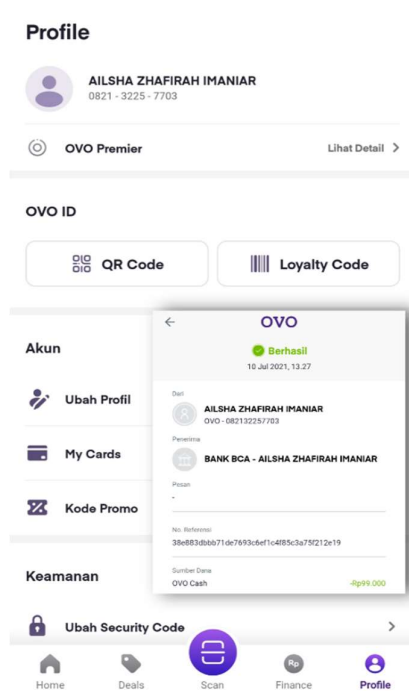 Profile
AILSHA ZHAFIRAH IMANIAR
0821 - 3225 - 7703
OVO Premier
Lihat Detail
OVO ID
QR Code
Loyalty Code
Akun
Ubah Profil
My Cards
Kode Promo
Keamanan
Ubah Security Code
OVO
Berhasil
10 Jul 2021, 13.27
Dari
AILSHA ZHAFIRAH IMANIAR
OVO - 082132257703
Penerima
BANK BCA - AILSHA ZHAFIRAH IMANIAR
Pesan
-
No. Referensi
38e883dbbb71de7693c6ef1c4f85c3a75f212e19
Sumber Dana
OVO Cash
-Rp99.000
Home
Deals
Scan
Rp
Finance
Profile